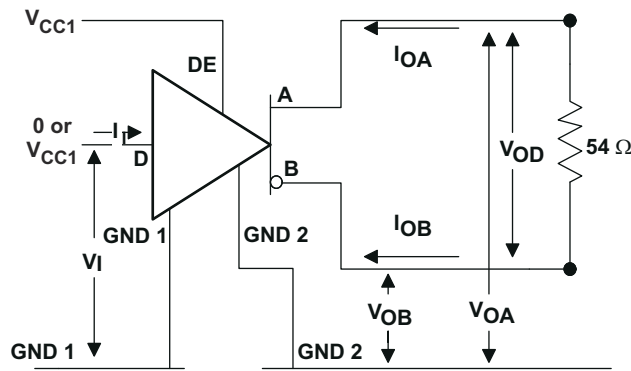 VCC1
DE
A
IOA
0 or
VCC1
II
D
B
VOD
54 Ω
GND 1
GND 2
IOB
VI
VOB
VOA
GND 1
GND 2